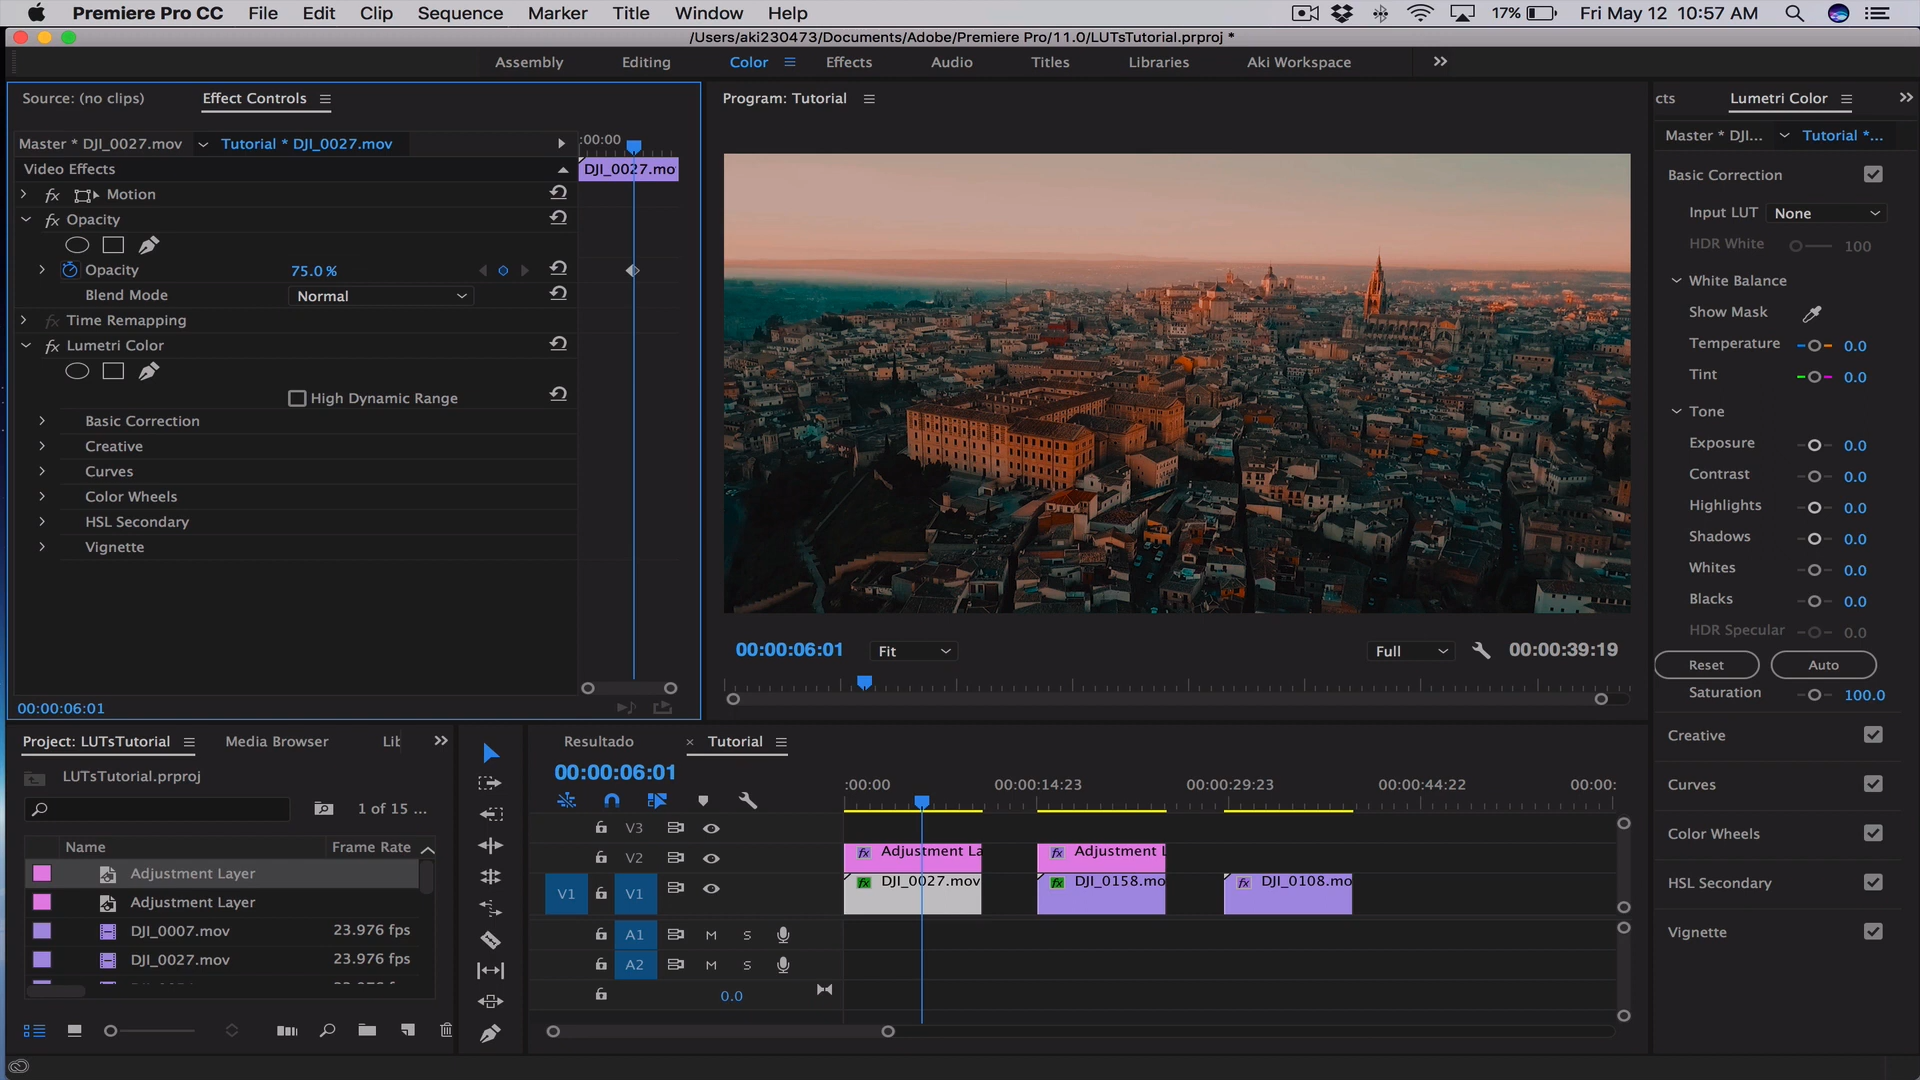 Premiere Pro CC File Edit Clip Sequence Marker Title Window Help 17% Fri May 12 10:57 AM
/Users/aki230473/Documents/Adobe/Premiere Pro/11.0/LUTsTutorial.prproj *
Assembly Editing Color Effects Audio Titles Libraries Aki Workspace
Source: (no clips) Effect Controls
Master * DJI_0027.mov Tutorial * DJI_0027.mov
:00:00
Video Effects
DJI_0027.mo
fx Motion
fx Opacity
Opacity 75.0 %
Blend Mode Normal
fx Time Remapping
fx Lumetri Color
High Dynamic Range
Basic Correction
Creative
Curves
Color Wheels
HSL Secondary
Vignette
00:00:06:01
Program: Tutorial
00:00:06:01 Fit Full 00:00:39:19
cts Lumetri Color
Master * DJI... Tutorial *...
Basic Correction
Input LUT None
HDR White 100
White Balance
Show Mask
Temperature 0.0
Tint 0.0
Tone
Exposure 0.0
Contrast 0.0
Highlights 0.0
Shadows 0.0
Whites 0.0
Blacks 0.0
HDR Specular 0.0
Reset Auto
Saturation 100.0
Creative
Curves
Color Wheels
HSL Secondary
Vignette
Project: LUTsTutorial Media Browser Lib
LUTsTutorial.prproj
1 of 15 ...
Name Frame Rate
Adjustment Layer
Adjustment Layer
DJI_0007.mov 23.976 fps
DJI_0027.mov 23.976 fps
Resultado × Tutorial
00:00:06:01
:00:00 00:00:14:23 00:00:29:23 00:00:44:22 00:00:
V3
V2 fx Adjustment La fx Adjustment L
V1 V1 fx DJI_0027.mov fx DJI_0158.mo fx DJI_0108.mo
A1 M S
A2 M S
0.0